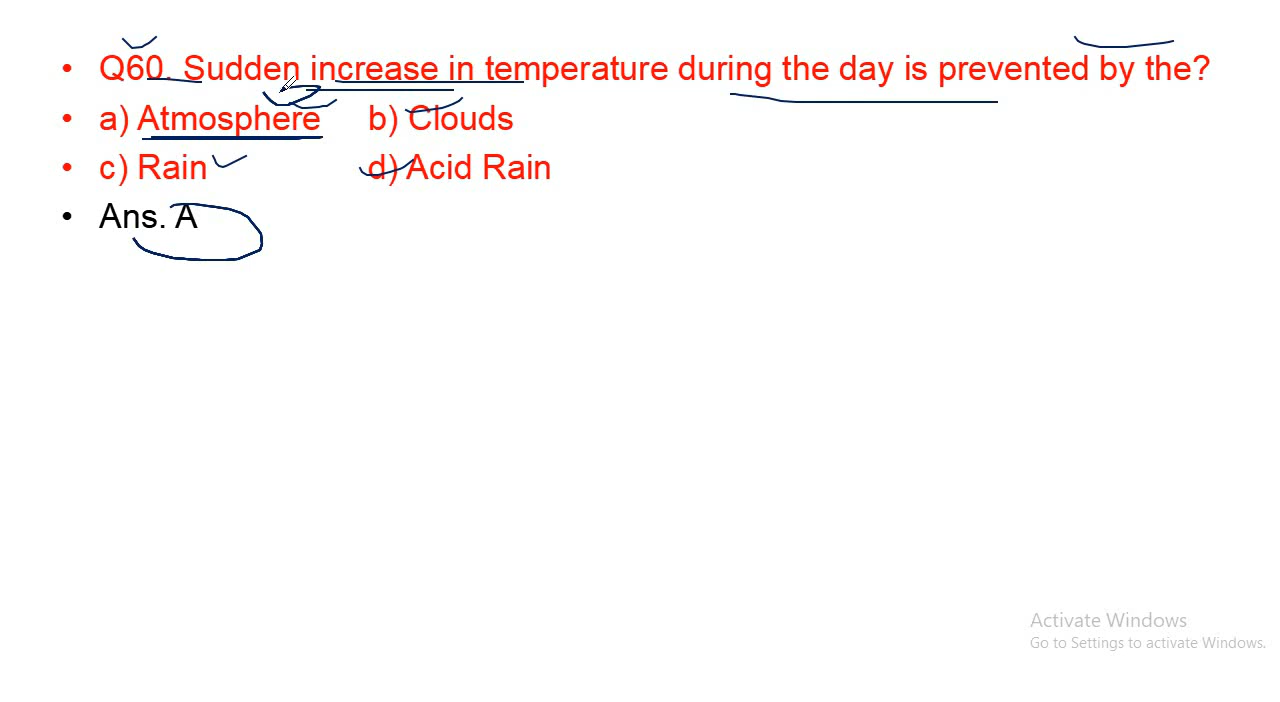 • Q60. Sudden increase in temperature during the day is prevented by the?
• a) Atmosphere b) Clouds
• c) Rain d) Acid Rain
• Ans. A
Activate Windows
Go to Settings to activate Windows.